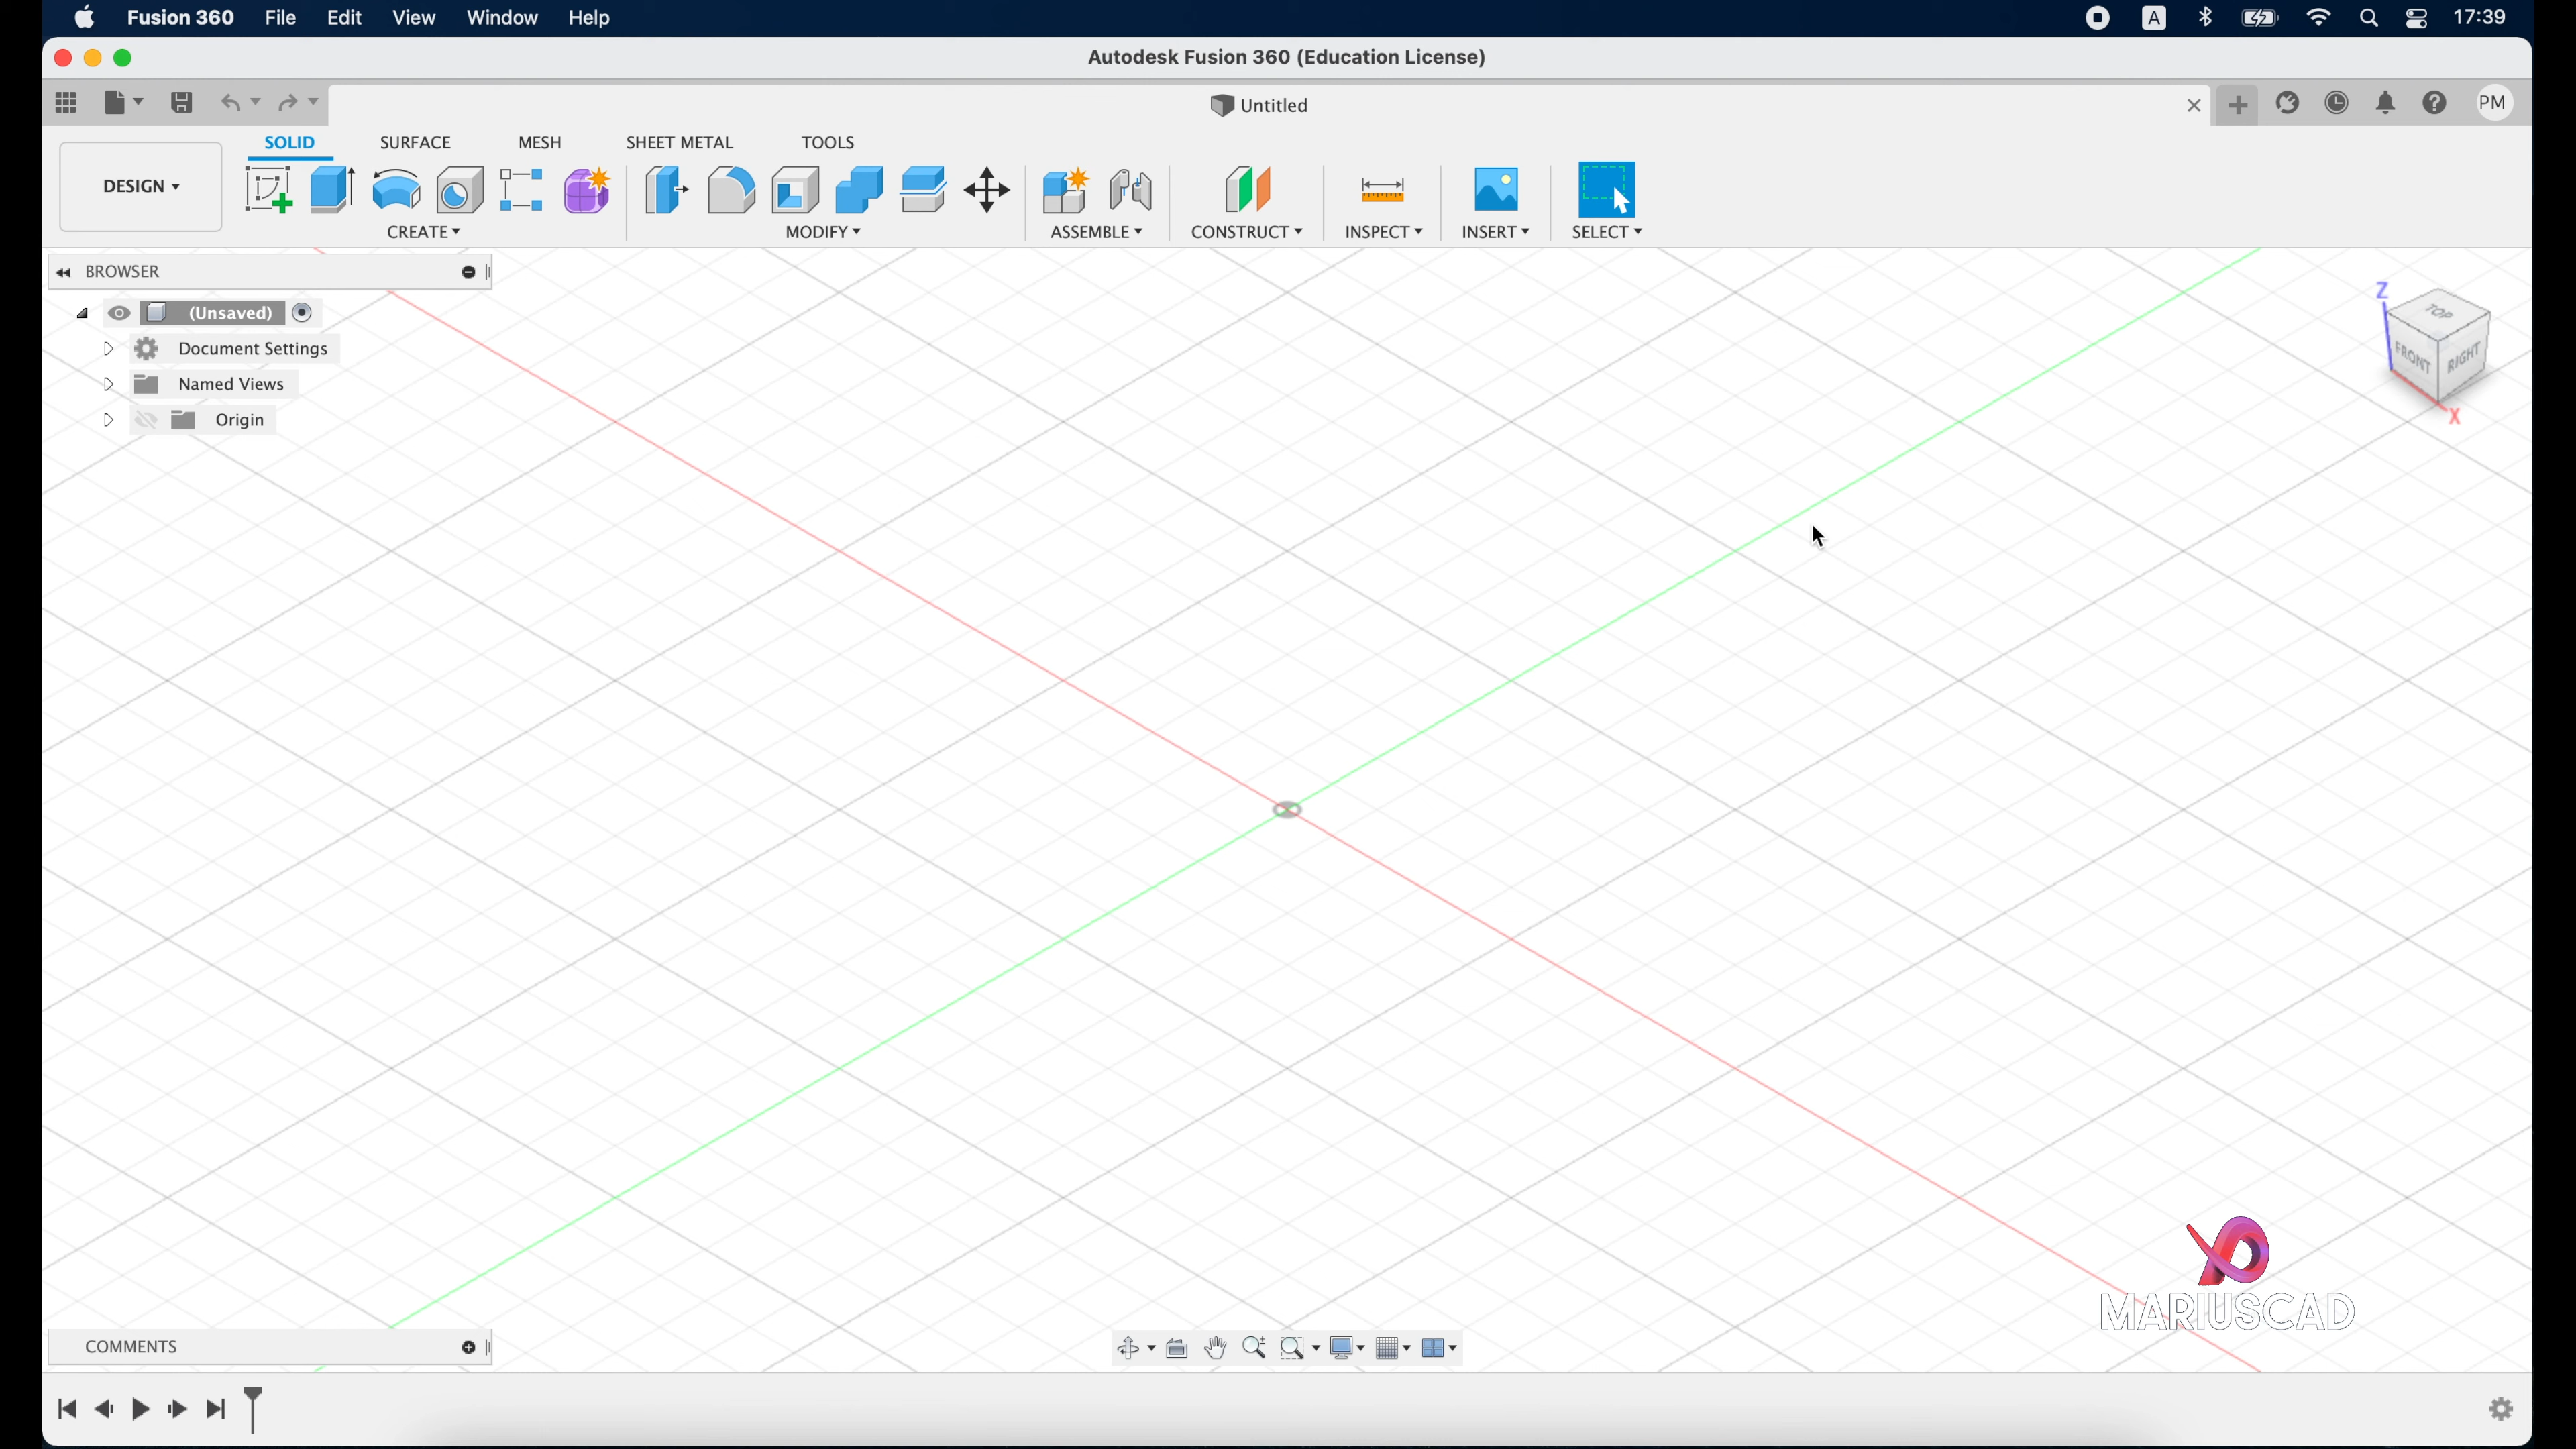 Fusion 360 File Edit View Window Help A 17:39
Autodesk Fusion 360 (Education License)
Untitled PM
SOLID SURFACE MESH SHEET METAL TOOLS
DESIGN
CREATE MODIFY ASSEMBLE CONSTRUCT INSPECT INSERT SELECT
BROWSER
(Unsaved)
Document Settings
Named Views
Origin
Z
TOP
FRONT RIGHT
X
MARIUSCAD
COMMENTS